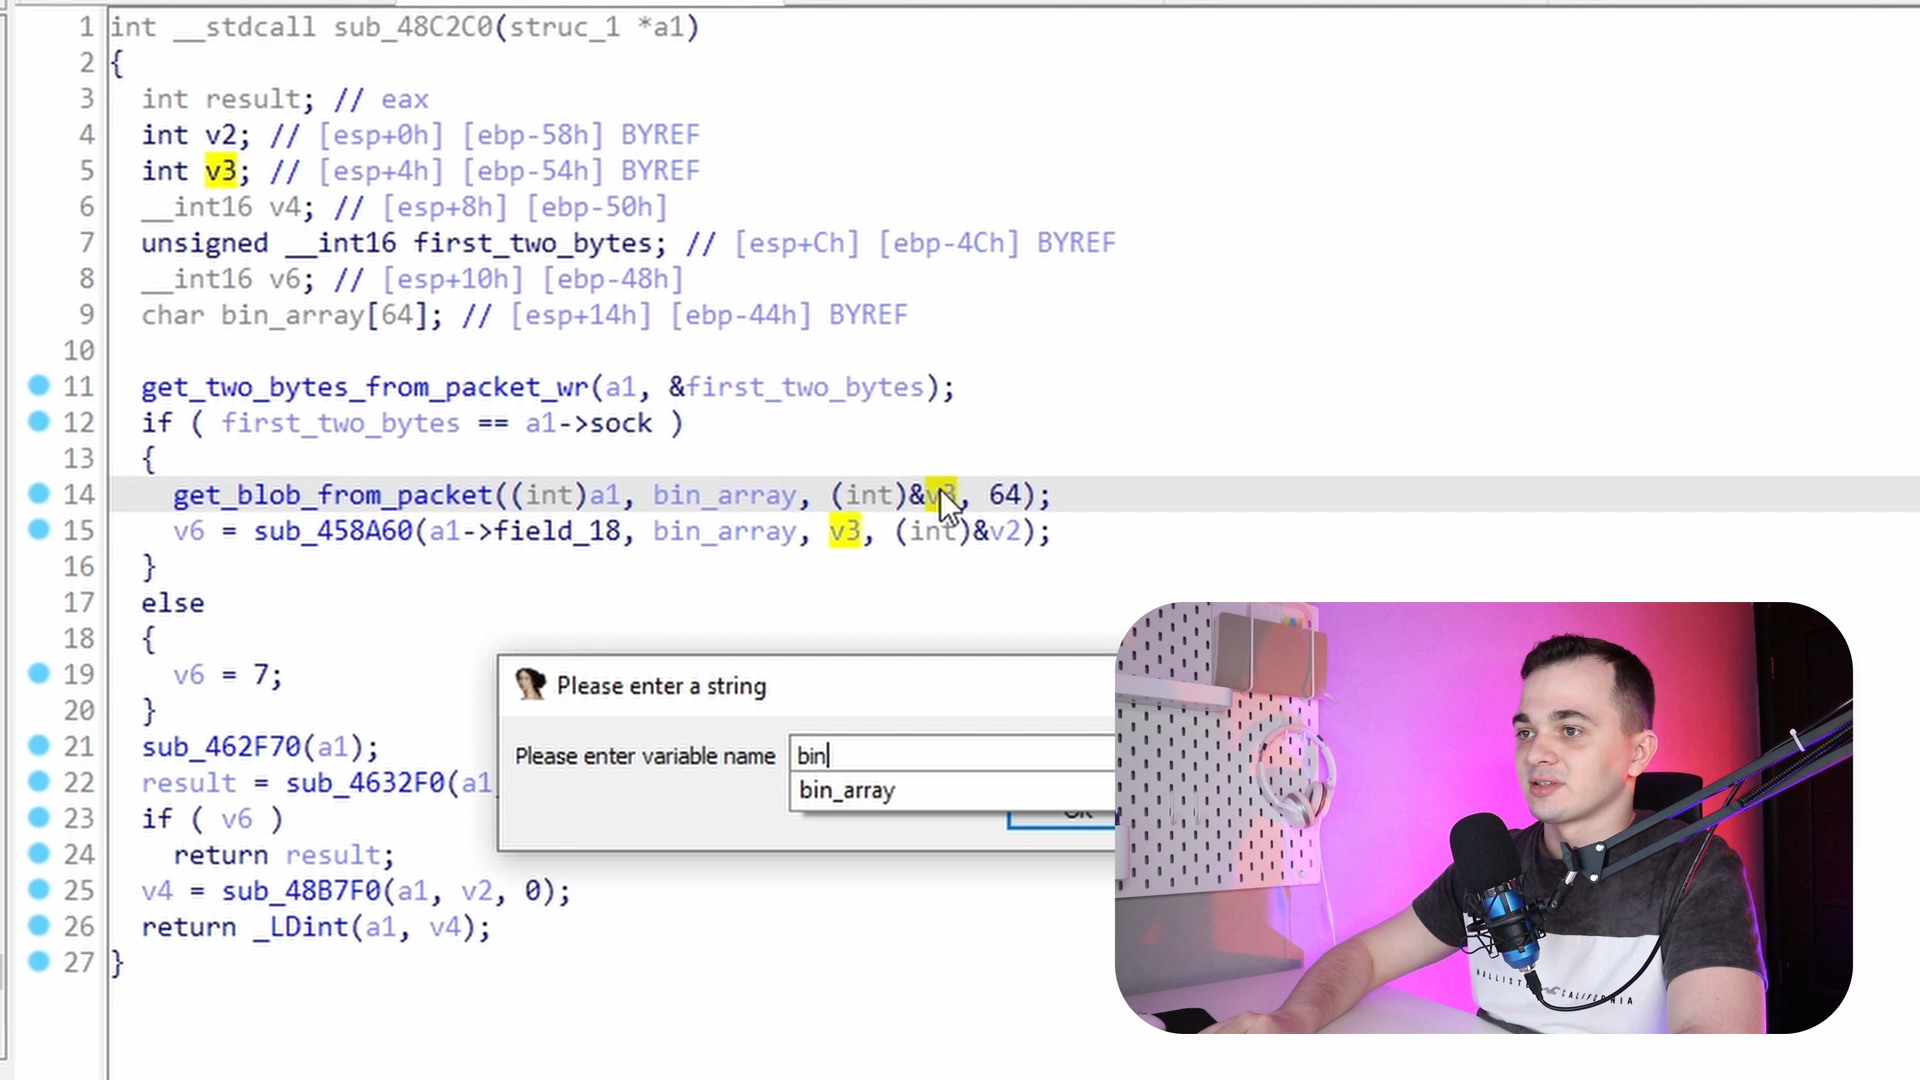 1 int __stdcall sub_48C2C0(struc_1 *a1)
2 {
3 int result; // eax
4 int v2; // [esp+0h] [ebp-58h] BYREF
5 int v3; // [esp+4h] [ebp-54h] BYREF
6 __int16 v4; // [esp+8h] [ebp-50h]
7 unsigned __int16 first_two_bytes; // [esp+Ch] [ebp-4Ch] BYREF
8 __int16 v6; // [esp+10h] [ebp-48h]
9 char bin_array[64]; // [esp+14h] [ebp-44h] BYREF
10
11 get_two_bytes_from_packet_wr(a1, &first_two_bytes);
12 if ( first_two_bytes == a1->sock )
13 {
14 get_blob_from_packet((int)a1, bin_array, (int)&v3, 64);
15 v6 = sub_458A60(a1->field_18, bin_array, v3, (int)&v2);
16 }
17 else
18 {
19 v6 = 7;
20 }
21 sub_462F70(a1);
22 result = sub_4632F0(a1
23 if ( v6 )
24 return result;
25 v4 = sub_48B7F0(a1, v2, 0);
26 return _LDint(a1, v4);
27 }
Please enter a string
Please enter variable name bin
bin_array
OK
CALIFORNIA